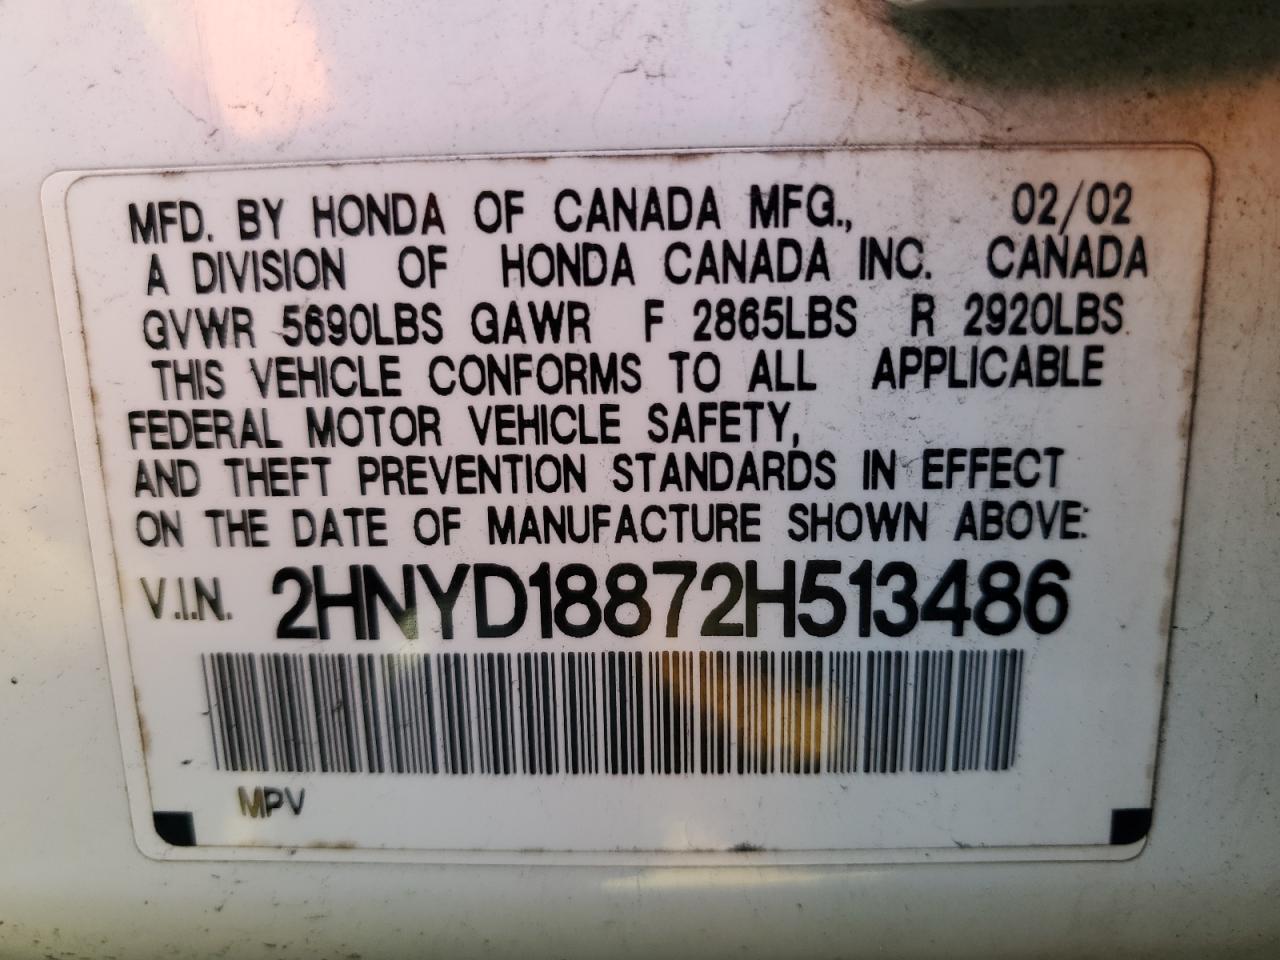 MFD. BY HONDA OF CANADA MFG., 02/02
A DIVISION OF HONDA CANADA INC. CANADA
GVWR 5690LBS GAWR F 2865LBS R 2920LBS
THIS VEHICLE CONFORMS TO ALL APPLICABLE
FEDERAL MOTOR VEHICLE SAFETY,
AND THEFT PREVENTION STANDARDS IN EFFECT
ON THE DATE OF MANUFACTURE SHOWN ABOVE:
V.I.N. 2HNYD18872H513486
MPV